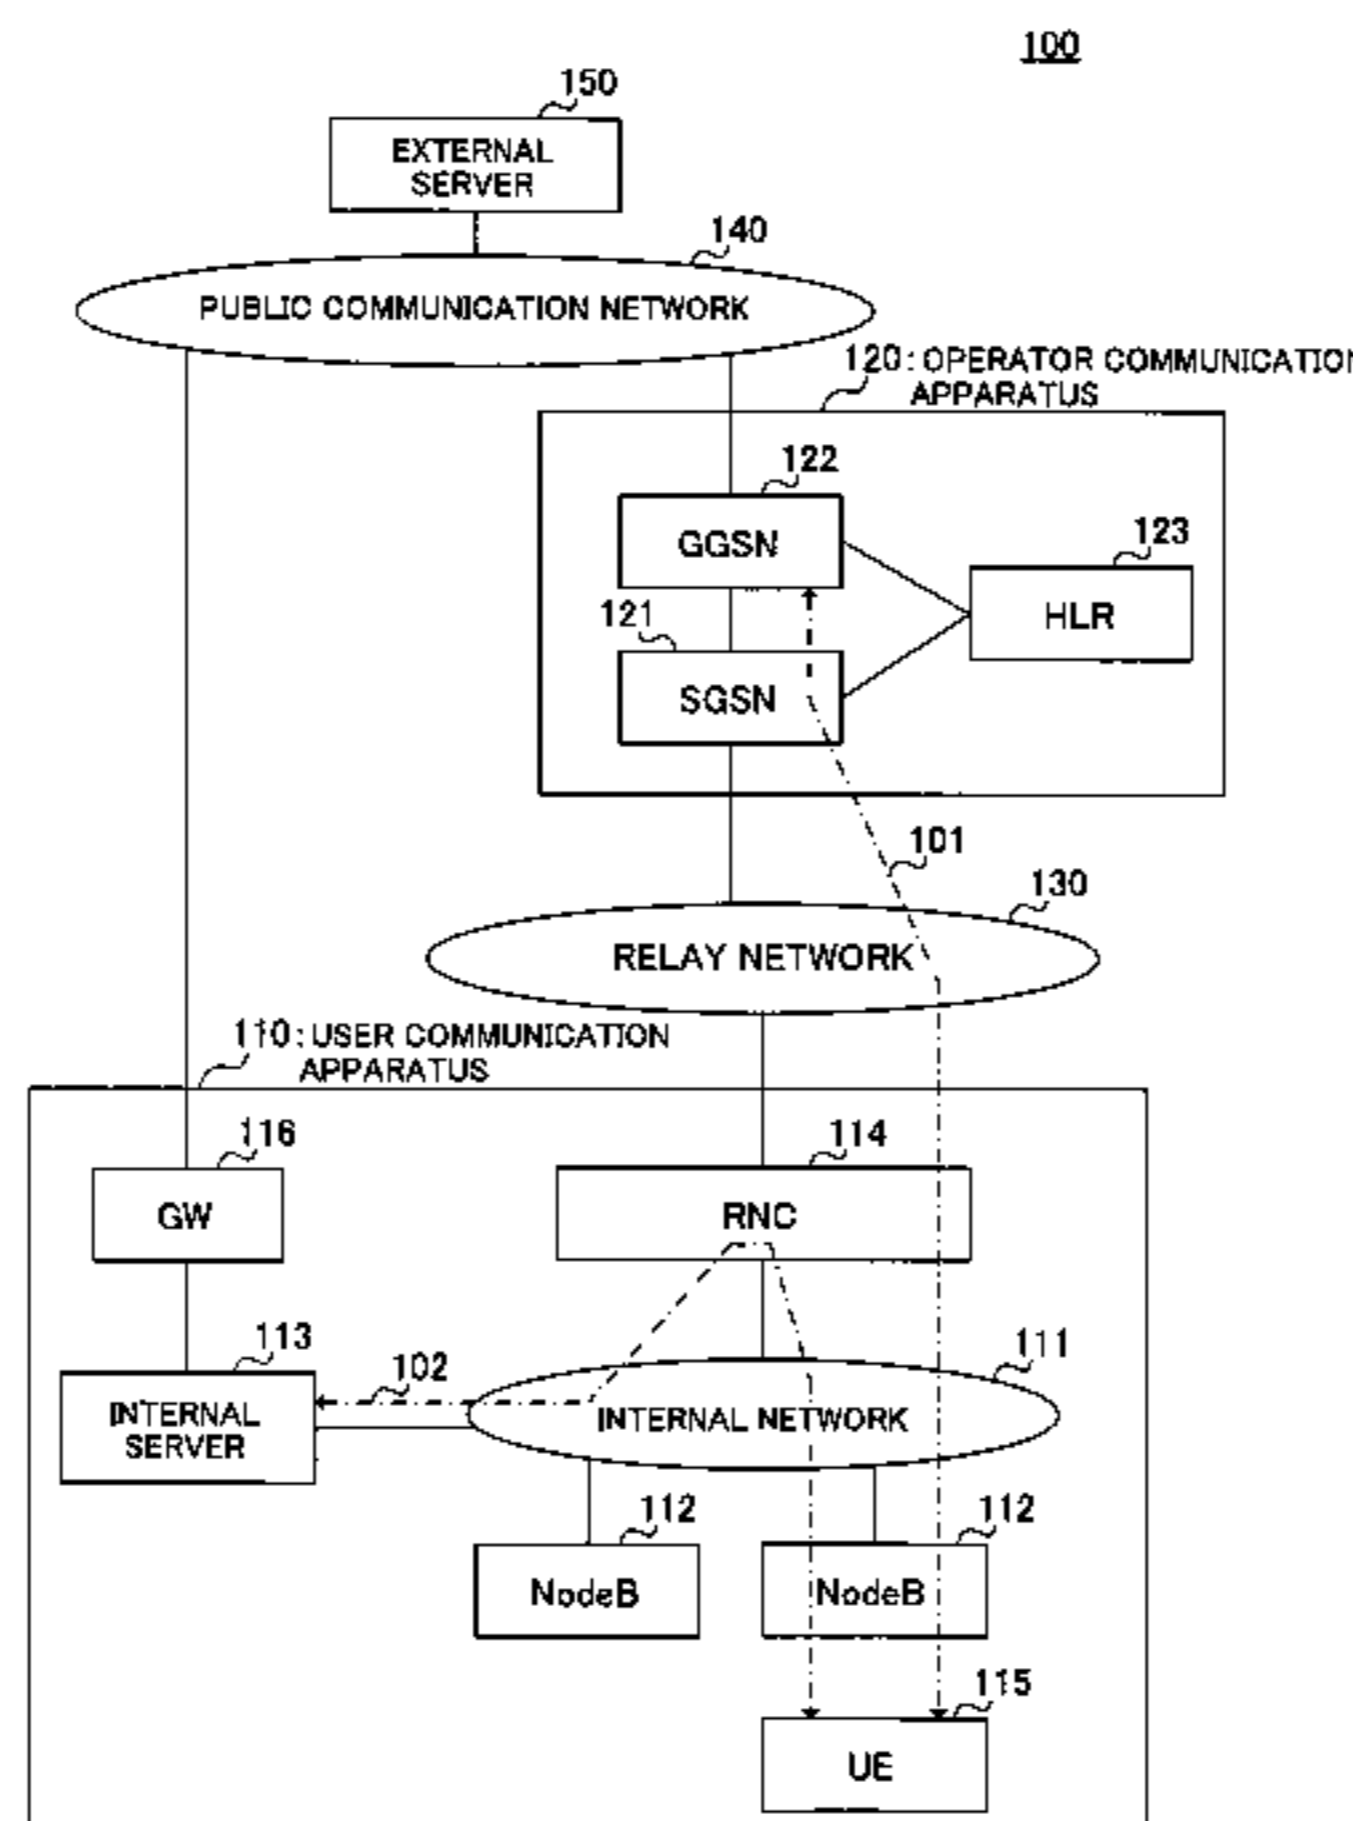 100
150
EXTERNAL
SERVER
140
PUBLIC COMMUNICATION NETWORK
120: OPERATOR COMMUNICATION
APPARATUS
122
GGSN
123
HLR
121
SGSN
101
130
RELAY NETWORK
110: USER COMMUNICATION
APPARATUS
116
GW
114
RNC
113
INTERNAL
SERVER
102
111
INTERNAL NETWORK
112
NodeB
112
NodeB
115
UE